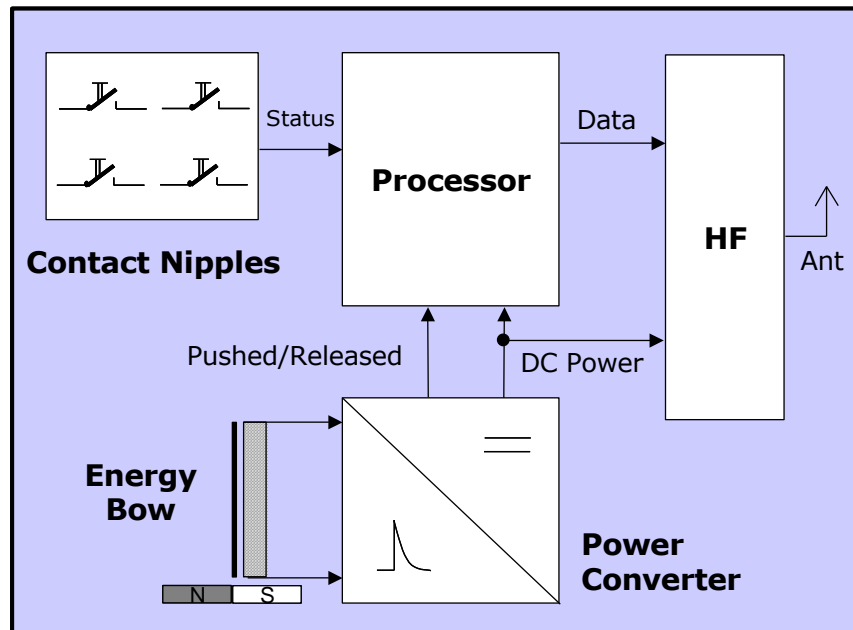 Status
Data
Processor
HF
Contact Nipples
Ant
Pushed/Released
DC Power
Energy
Bow
Power
Converter
N S